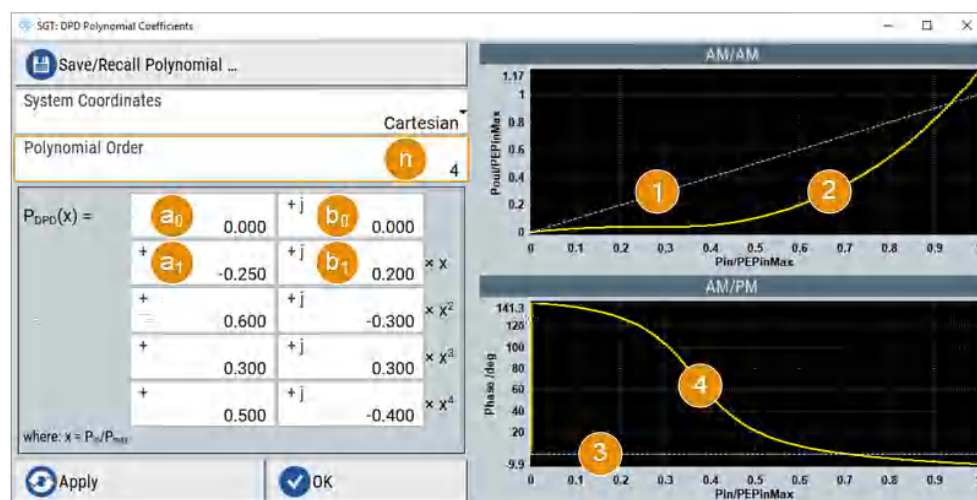 SGT: DPD Polynomial Coefficients
Save/Recall Polynomial ...
System Coordinates
Cartesian
Polynomial Order
n
4
P_DPD(x) =
a₀ 0.000 + j b₀ 0.000
+ a₁ -0.250 + j b₁ 0.200 × x
+ 0.600 + j -0.300 × x²
+ 0.300 + j 0.300 × x³
+ 0.500 + j -0.400 × x⁴
where: x = Pᵢₙ/Pₘₐₓ
Apply
OK
AM/AM
Pout/PEPinMax
1.17
1
0.8
0.6
0.4
0.2
0
1
2
0 0.1 0.2 0.3 0.4 0.5 0.6 0.7 0.8 0.9
Pin/PEPinMax
AM/PM
Phase /deg
141.3
120
100
80
60
40
20
-9.9
3
4
0 0.1 0.2 0.3 0.4 0.5 0.6 0.7 0.8 0.9
Pin/PEPinMax